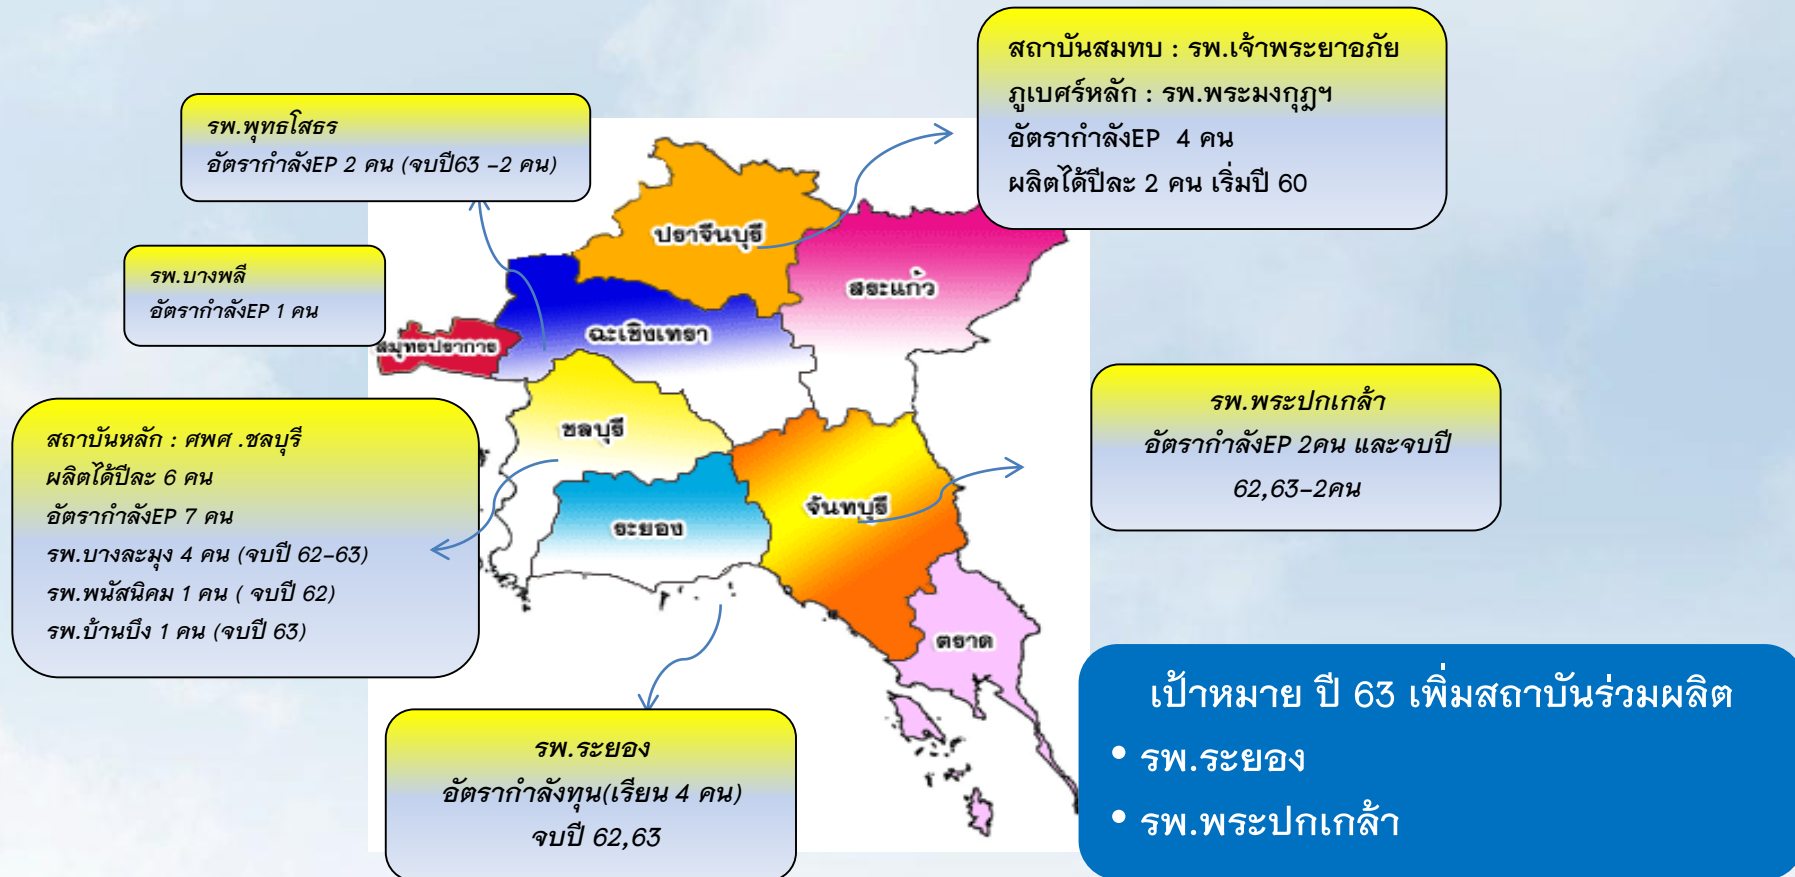 สถาบันสมทบ : รพ.เจ้าพระยาอภัย
ภูเบศร์หลัก : รพ.พระมงกุฎฯ
อัตรากำลังEP 4 คน
ผลิตได้ปีละ 2 คน เริ่มปี 60
รพ.พุทธโสธร
อัตรากำลังEP 2 คน (จบปี63 –2 คน)
รพ.บางพลี
อัตรากำลังEP 1 คน
ปราจีนบุรี
สระแก้ว
ฉะเชิงเทรา
สมุทรปราการ
ชลบุรี
ระยอง
จันทบุรี
ตราด
สถาบันหลัก : ศพศ .ชลบุรี
ผลิตได้ปีละ 6 คน
อัตรากำลังEP 7 คน
รพ.บางละมุง 4 คน (จบปี 62–63)
รพ.พนัสนิคม 1 คน ( จบปี 62)
รพ.บ้านบึง 1 คน (จบปี 63)
รพ.พระปกเกล้า
อัตรากำลังEP 2คน และจบปี
62,63–2คน
รพ.ระยอง
อัตรากำลังทุน(เรียน 4 คน)
จบปี 62,63
เป้าหมาย ปี 63 เพิ่มสถาบันร่วมผลิต
• รพ.ระยอง
• รพ.พระปกเกล้า